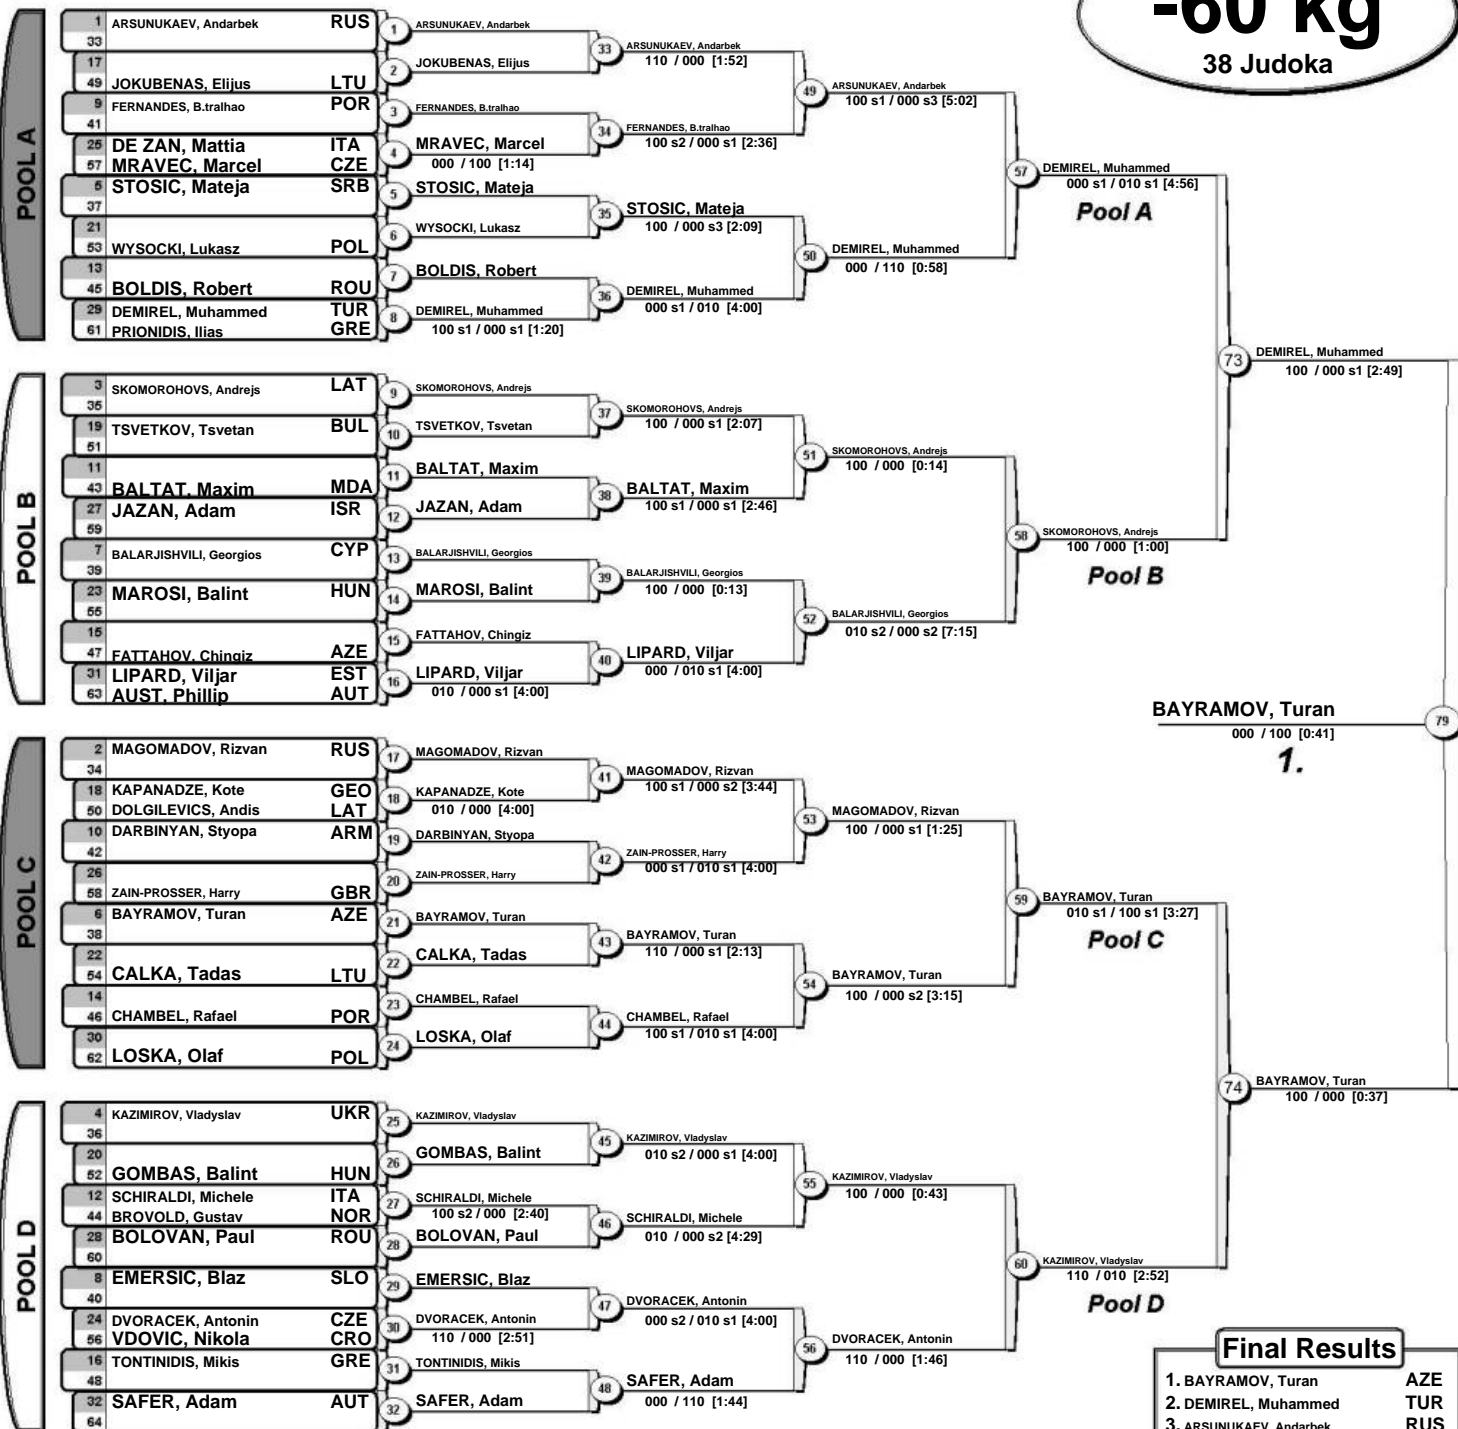 -60 kg
38 Judoka
POOL A
1 ARSUNUKAEV, Andarbek RUS
33
17
49 JOKUBENAS, Elijus LTU
9 FERNANDES, B.tralhao POR
41
25 DE ZAN, Mattia ITA
57 MRAVEC, Marcel CZE
5 STOSIC, Mateja SRB
37
21
53 WYSOCKI, Lukasz POL
13
45 BOLDIS, Robert ROU
29 DEMIREL, Muhammed TUR
61 PRIONIDIS, Ilias GRE
1 ARSUNUKAEV, Andarbek
2 JOKUBENAS, Elijus
3 FERNANDES, B.tralhao
4 MRAVEC, Marcel
000 / 100 [1:14]
5 STOSIC, Mateja
6 WYSOCKI, Lukasz
7 BOLDIS, Robert
8 DEMIREL, Muhammed
100 s1 / 000 s1 [1:20]
33 ARSUNUKAEV, Andarbek
110 / 000 [1:52]
34 FERNANDES, B.tralhao
100 s2 / 000 s1 [2:36]
35 STOSIC, Mateja
100 / 000 s3 [2:09]
36 DEMIREL, Muhammed
000 s1 / 010 [4:00]
49 ARSUNUKAEV, Andarbek
100 s1 / 000 s3 [5:02]
50 DEMIREL, Muhammed
000 / 110 [0:58]
57 DEMIREL, Muhammed
000 s1 / 010 s1 [4:56]
Pool A
POOL B
3 SKOMOROHOVS, Andrejs LAT
35
19 TSVETKOV, Tsvetan BUL
51
11
43 BALTAT, Maxim MDA
27 JAZAN, Adam ISR
59
7 BALARJISHVILI, Georgios CYP
39
23 MAROSI, Balint HUN
55
15
47 FATTAHOV, Chingiz AZE
31 LIPARD, Viljar EST
63 AUST, Phillip AUT
9 SKOMOROHOVS, Andrejs
10 TSVETKOV, Tsvetan
11 BALTAT, Maxim
12 JAZAN, Adam
13 BALARJISHVILI, Georgios
14 MAROSI, Balint
15 FATTAHOV, Chingiz
16 LIPARD, Viljar
010 / 000 s1 [4:00]
37 SKOMOROHOVS, Andrejs
100 / 000 s1 [2:07]
38 BALTAT, Maxim
100 s1 / 000 s1 [2:46]
39 BALARJISHVILI, Georgios
100 / 000 [0:13]
40 LIPARD, Viljar
000 / 010 s1 [4:00]
51 SKOMOROHOVS, Andrejs
100 / 000 [0:14]
52 BALARJISHVILI, Georgios
010 s2 / 000 s2 [7:15]
58 SKOMOROHOVS, Andrejs
100 / 000 [1:00]
Pool B
73 DEMIREL, Muhammed
100 / 000 s1 [2:49]
BAYRAMOV, Turan 79
000 / 100 [0:41]
1.
POOL C
2 MAGOMADOV, Rizvan RUS
34
18 KAPANADZE, Kote GEO
50 DOLGILEVICS, Andis LAT
10 DARBINYAN, Styopa ARM
42
26
58 ZAIN-PROSSER, Harry GBR
6 BAYRAMOV, Turan AZE
38
22
54 CALKA, Tadas LTU
14
46 CHAMBEL, Rafael POR
30
62 LOSKA, Olaf POL
17 MAGOMADOV, Rizvan
18 KAPANADZE, Kote
010 / 000 [4:00]
19 DARBINYAN, Styopa
20 ZAIN-PROSSER, Harry
21 BAYRAMOV, Turan
22 CALKA, Tadas
23 CHAMBEL, Rafael
24 LOSKA, Olaf
41 MAGOMADOV, Rizvan
100 s1 / 000 s2 [3:44]
42 ZAIN-PROSSER, Harry
000 s1 / 010 s1 [4:00]
43 BAYRAMOV, Turan
110 / 000 s1 [2:13]
44 CHAMBEL, Rafael
100 s1 / 010 s1 [4:00]
53 MAGOMADOV, Rizvan
100 / 000 s1 [1:25]
54 BAYRAMOV, Turan
100 / 000 s2 [3:15]
59 BAYRAMOV, Turan
010 s1 / 100 s1 [3:27]
Pool C
74 BAYRAMOV, Turan
100 / 000 [0:37]
POOL D
4 KAZIMIROV, Vladyslav UKR
36
20
52 GOMBAS, Balint HUN
12 SCHIRALDI, Michele ITA
44 BROVOLD, Gustav NOR
28 BOLOVAN, Paul ROU
60
8 EMERSIC, Blaz SLO
40
24 DVORACEK, Antonin CZE
56 VDOVIC, Nikola CRO
16 TONTINIDIS, Mikis GRE
48
32 SAFER, Adam AUT
64
25 KAZIMIROV, Vladyslav
26 GOMBAS, Balint
27 SCHIRALDI, Michele
100 s2 / 000 [2:40]
28 BOLOVAN, Paul
29 EMERSIC, Blaz
30 DVORACEK, Antonin
110 / 000 [2:51]
31 TONTINIDIS, Mikis
32 SAFER, Adam
45 KAZIMIROV, Vladyslav
010 s2 / 000 s1 [4:00]
46 SCHIRALDI, Michele
010 / 000 s2 [4:29]
47 DVORACEK, Antonin
000 s2 / 010 s1 [4:00]
48 SAFER, Adam
000 / 110 [1:44]
55 KAZIMIROV, Vladyslav
100 / 000 [0:43]
56 DVORACEK, Antonin
110 / 000 [1:46]
60 KAZIMIROV, Vladyslav
110 / 010 [2:52]
Pool D
Final Results
1. BAYRAMOV, Turan AZE
2. DEMIREL, Muhammed TUR
3. ARSUNUKAEV, Andarbek RUS